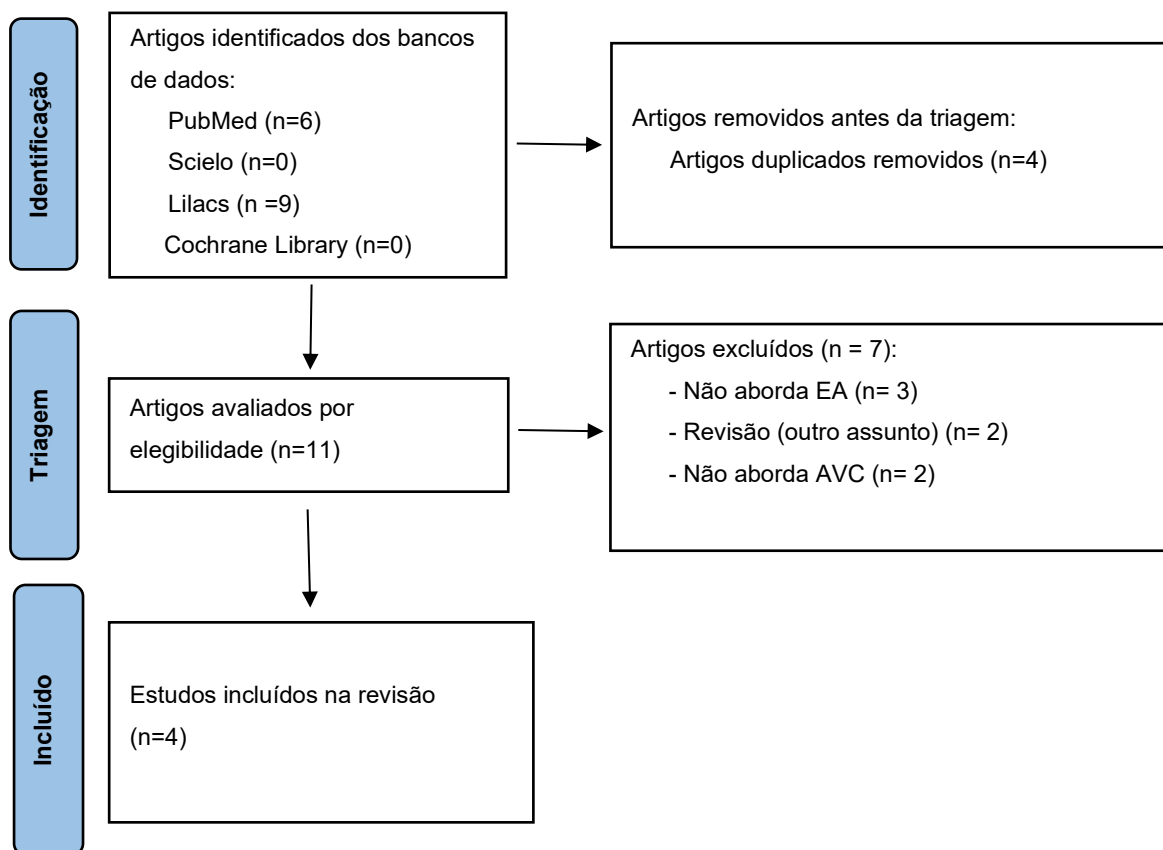 Identificação
Artigos identificados dos bancos
de dados:
PubMed (n=6)
Scielo (n=0)
Lilacs (n =9)
Cochrane Library (n=0)
Artigos removidos antes da triagem:
Artigos duplicados removidos (n=4)
Triagem
Artigos avaliados por
elegibilidade (n=11)
Artigos excluídos (n = 7):
- Não aborda EA (n= 3)
- Revisão (outro assunto) (n= 2)
- Não aborda AVC (n= 2)
Incluído
Estudos incluídos na revisão
(n=4)